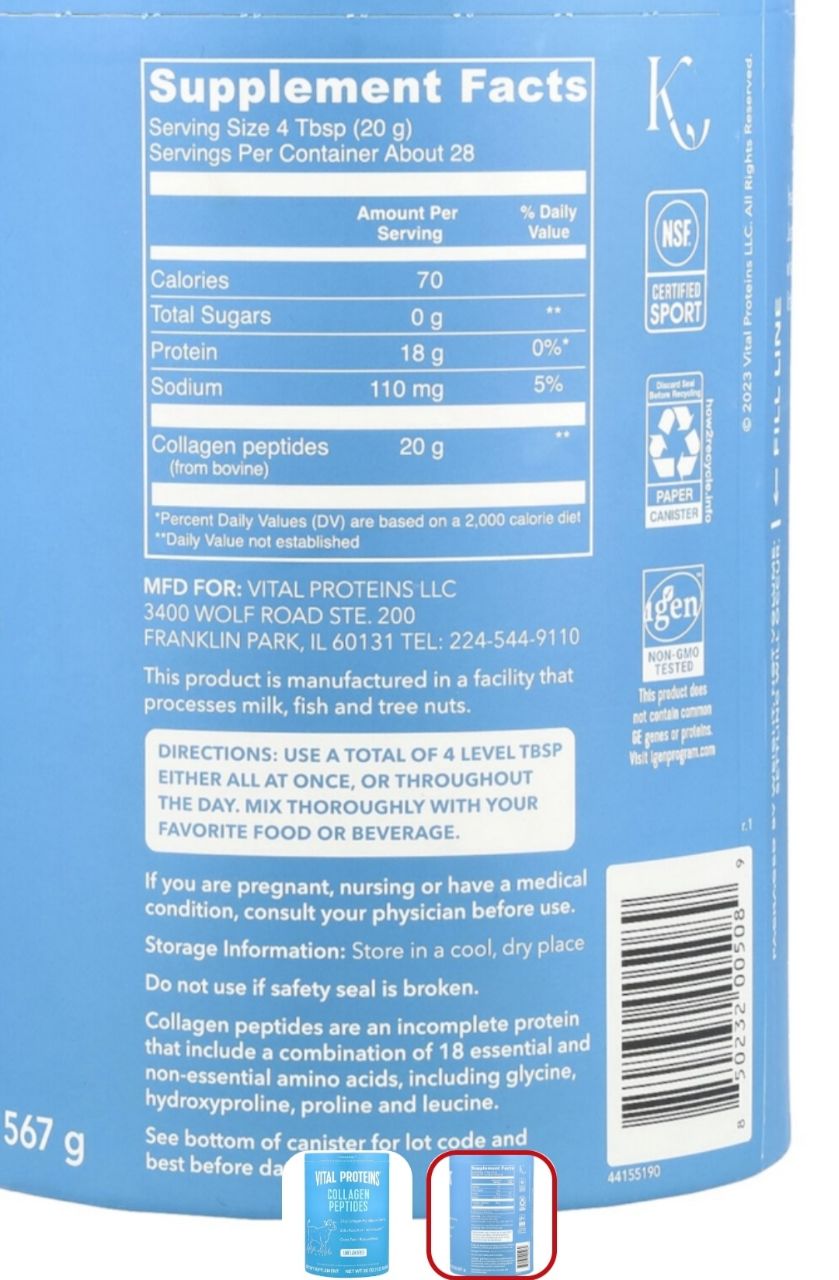 Supplement Facts
Serving Size 4 Tbsp (20 g)
Servings Per Container About 28
Amount Per Serving
% Daily Value
Calories 70
Total Sugars 0 g **
Protein 18 g 0%*
Sodium 110 mg 5%
Collagen peptides 20 g **
(from bovine)
*Percent Daily Values (DV) are based on a 2,000 calorie diet
**Daily Value not established
MFD FOR: VITAL PROTEINS LLC
3400 WOLF ROAD STE. 200
FRANKLIN PARK, IL 60131 TEL: 224-544-9110
This product is manufactured in a facility that
processes milk, fish and tree nuts.
DIRECTIONS: USE A TOTAL OF 4 LEVEL TBSP
EITHER ALL AT ONCE, OR THROUGHOUT
THE DAY. MIX THOROUGHLY WITH YOUR
FAVORITE FOOD OR BEVERAGE.
If you are pregnant, nursing or have a medical
condition, consult your physician before use.
Storage Information: Store in a cool, dry place
Do not use if safety seal is broken.
Collagen peptides are an incomplete protein
that include a combination of 18 essential and
non-essential amino acids, including glycine,
hydroxyproline, proline and leucine.
See bottom of canister for lot code and
best before
567 g
K
NSF
CERTIFIED
SPORT
Discard Seal
Before Recycling
PAPER
CANISTER
how2recycle.info
igen
NON-GMO
TESTED
This product does
not contain common
GE genes or proteins.
Visit igenprogram.com
© 2023 Vital Proteins LLC. All Rights Reserved.
← FILL LINE
r.1
8 50232 00508 9
44155190
VITAL PROTEINS
COLLAGEN
PEPTIDES
Supplement Facts